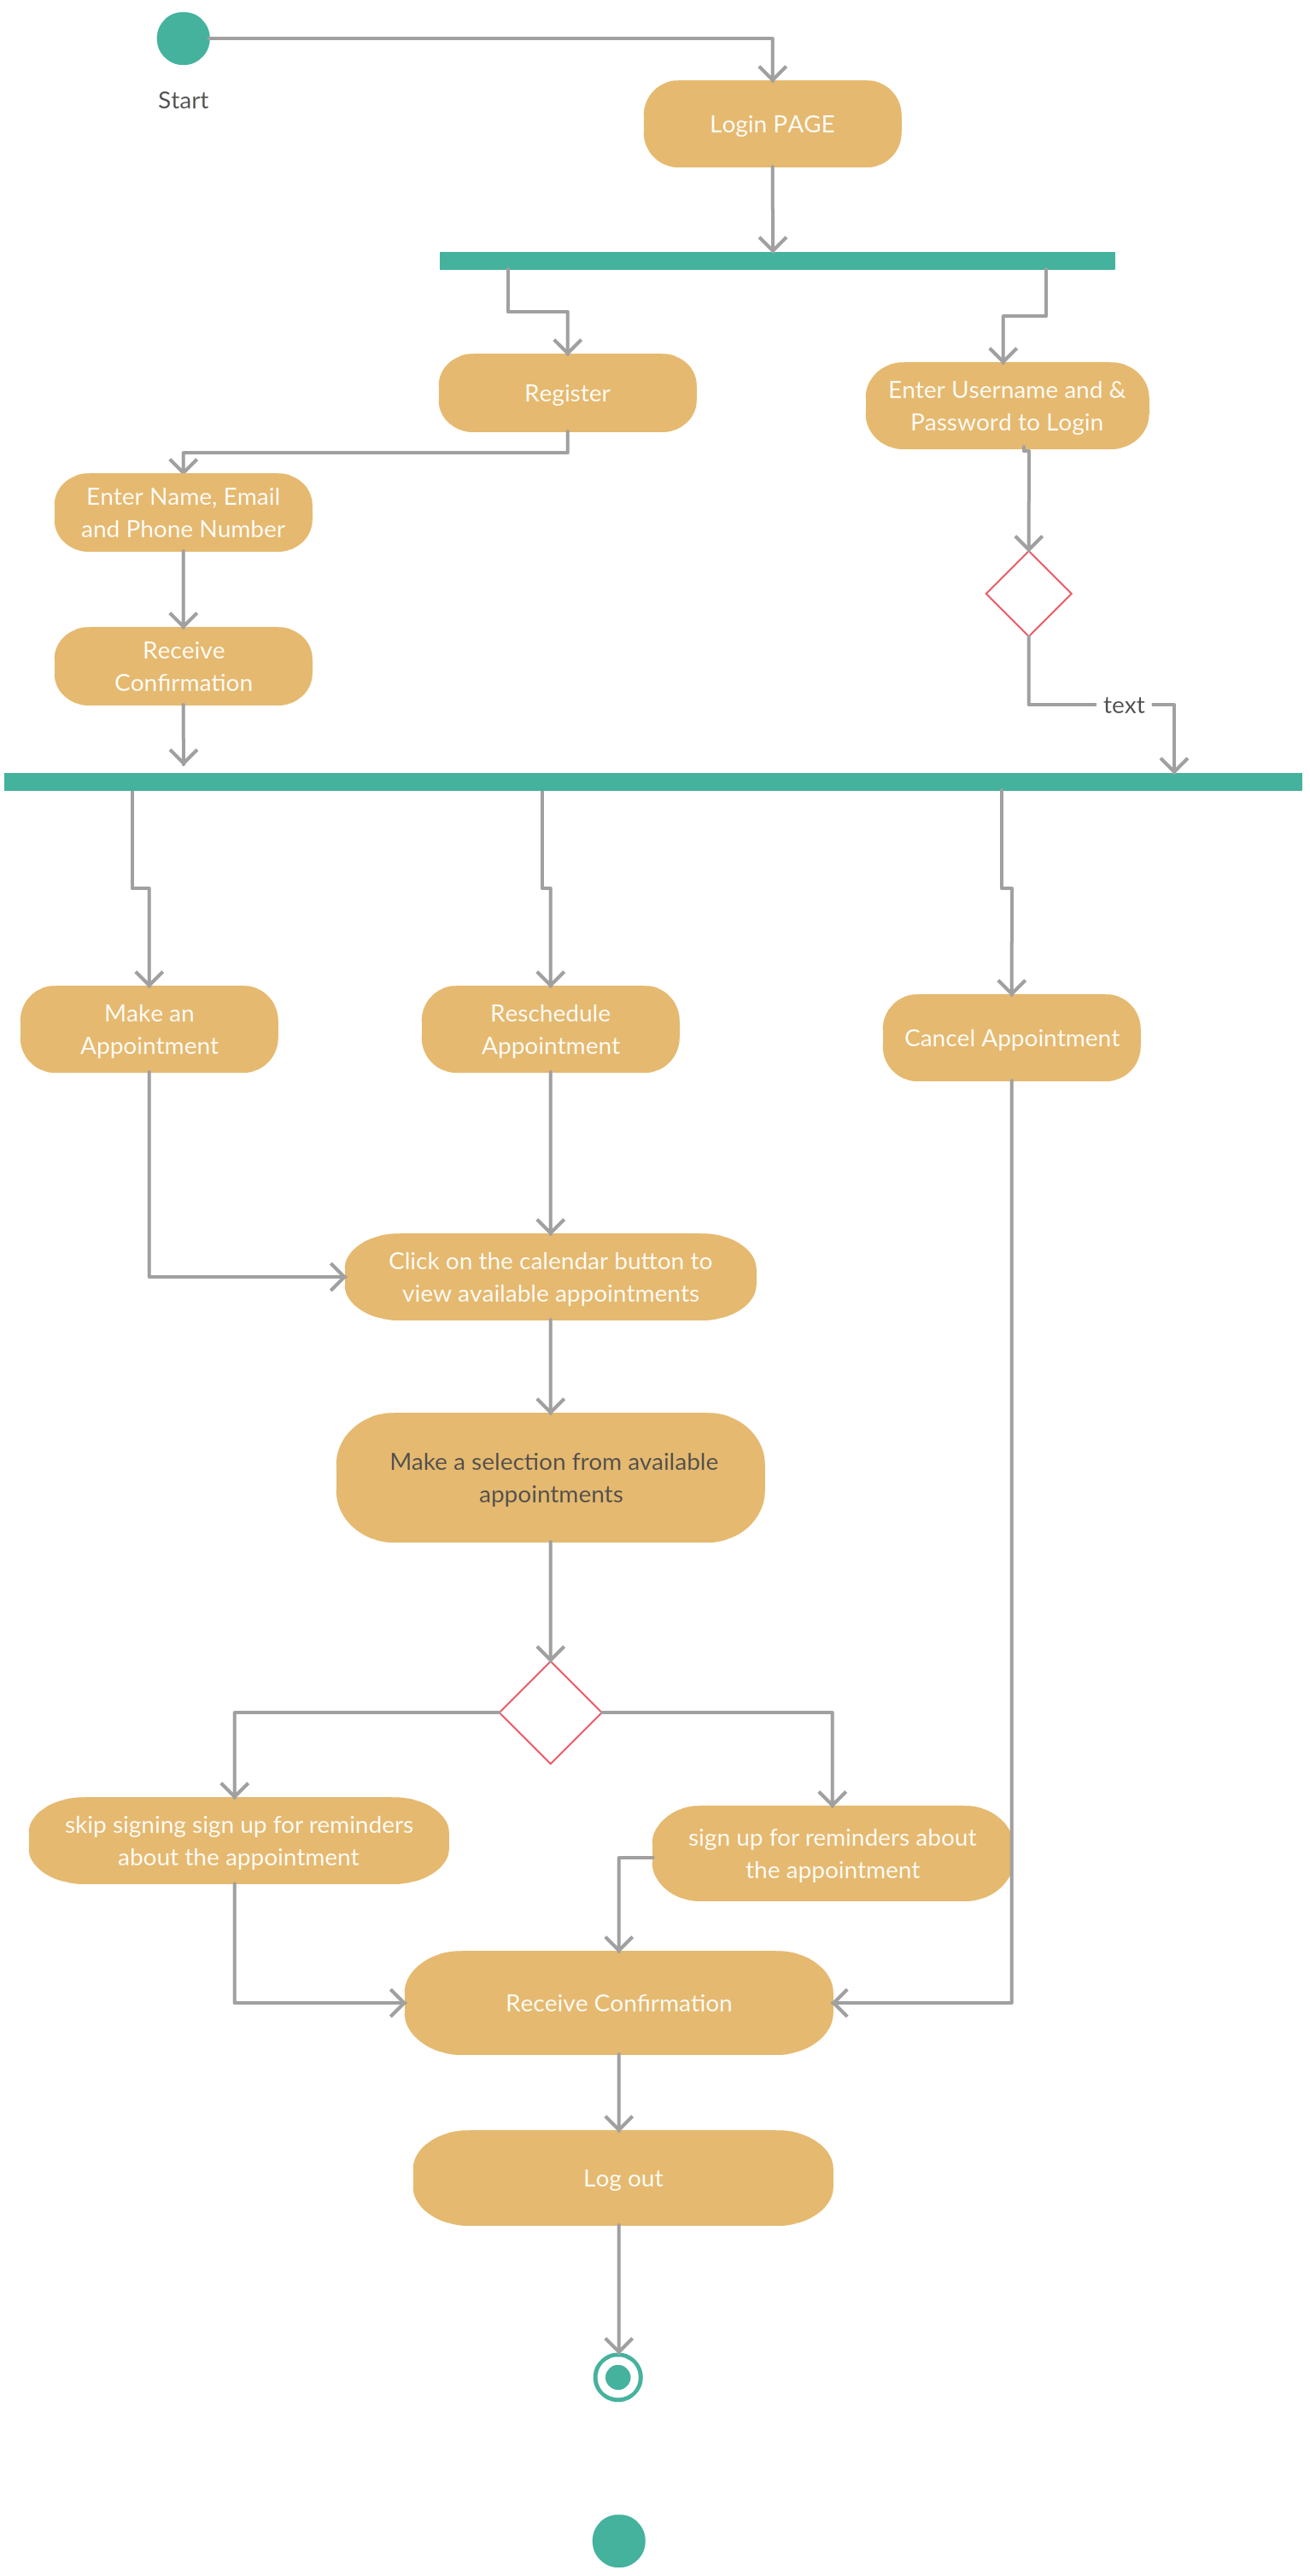 Start
Login PAGE
Register
Enter Username and &
Password to Login
Enter Name, Email
and Phone Number
Receive
Confirmation
text
Make an
Appointment
Reschedule
Appointment
Cancel Appointment
Click on the calendar button to
view available appointments
Make a selection from available
appointments
skip signing sign up for reminders
about the appointment
sign up for reminders about
the appointment
Receive Confirmation
Log out